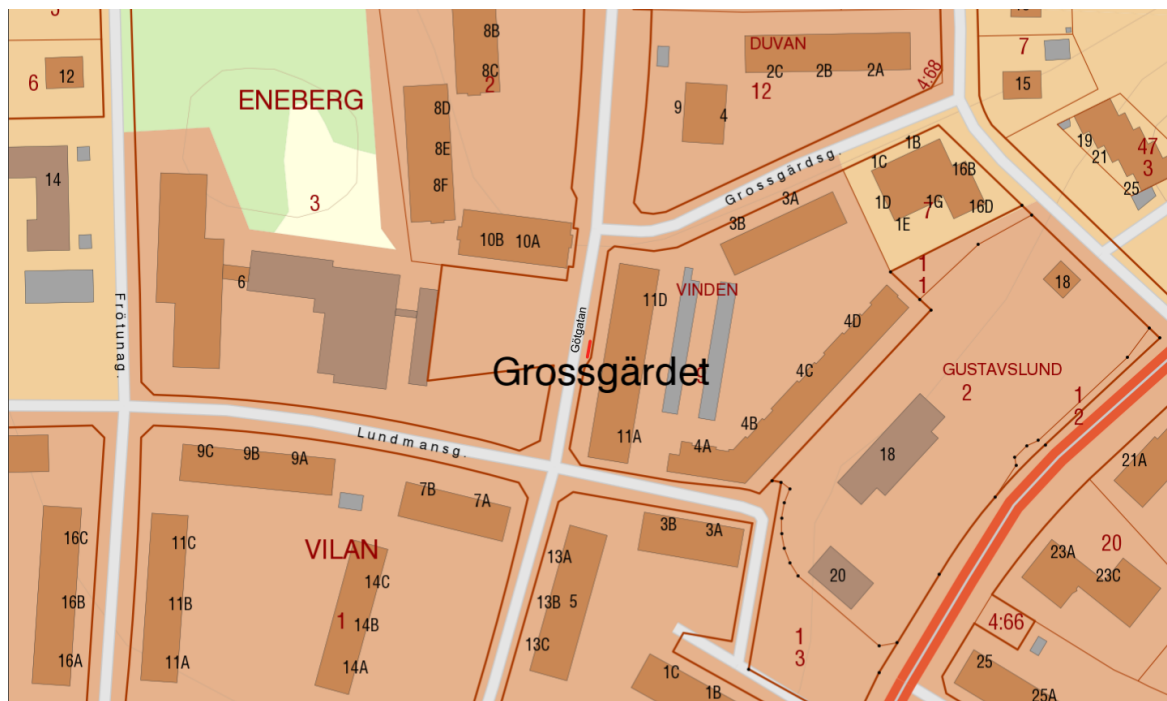 8B
DUVAN
7
6
12
8C
2
2C
2B
2A
4:68
15
ENEBERG
12
8D
9
4
19
47
21
3
8E
1B
1C
16B
14
8F
Grossgärdsg.
25
3
3A
1D
1G
7
16D
3B
1E
10B
10A
6
1
1
18
11D
VINDEN
Frötunag.
Götgatan
4D
Grossgärdet
4C
GUSTAVSLUND
2
1
2
Lundmansg.
11A
4B
4A
9C
9B
9A
18
21A
7B
7A
16C
11C
VILAN
13A
3B
3A
23A
20
14C
20
23C
16B
11B
13B
5
1
14B
4:66
13C
1
3
16A
11A
14A
1C
1B
25
25A